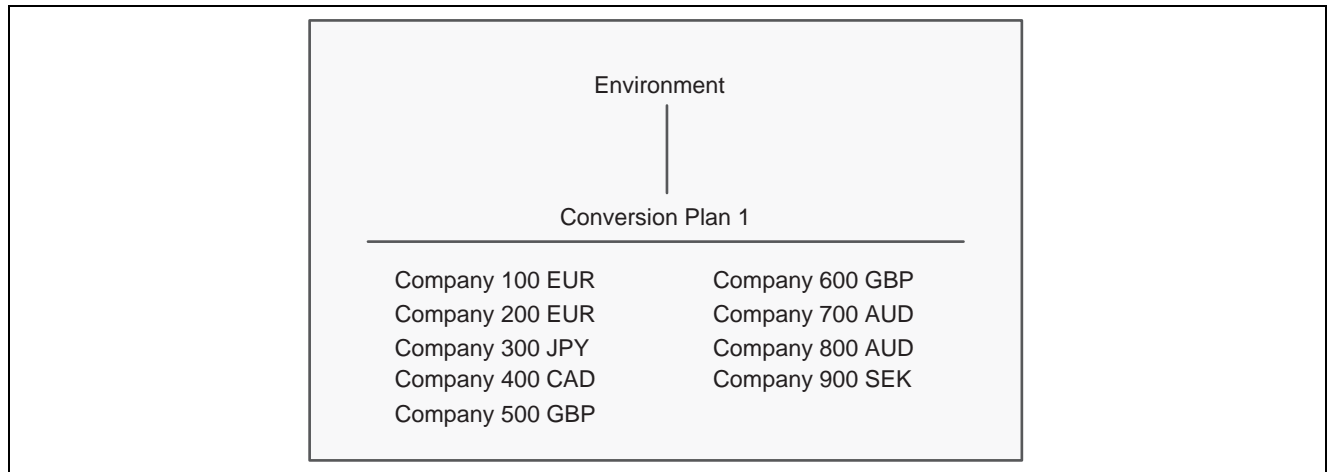 Environment
Conversion Plan 1
Company 100 EUR
Company 200 EUR
Company 300 JPY
Company 400 CAD
Company 500 GBP
Company 600 GBP
Company 700 AUD
Company 800 AUD
Company 900 SEK